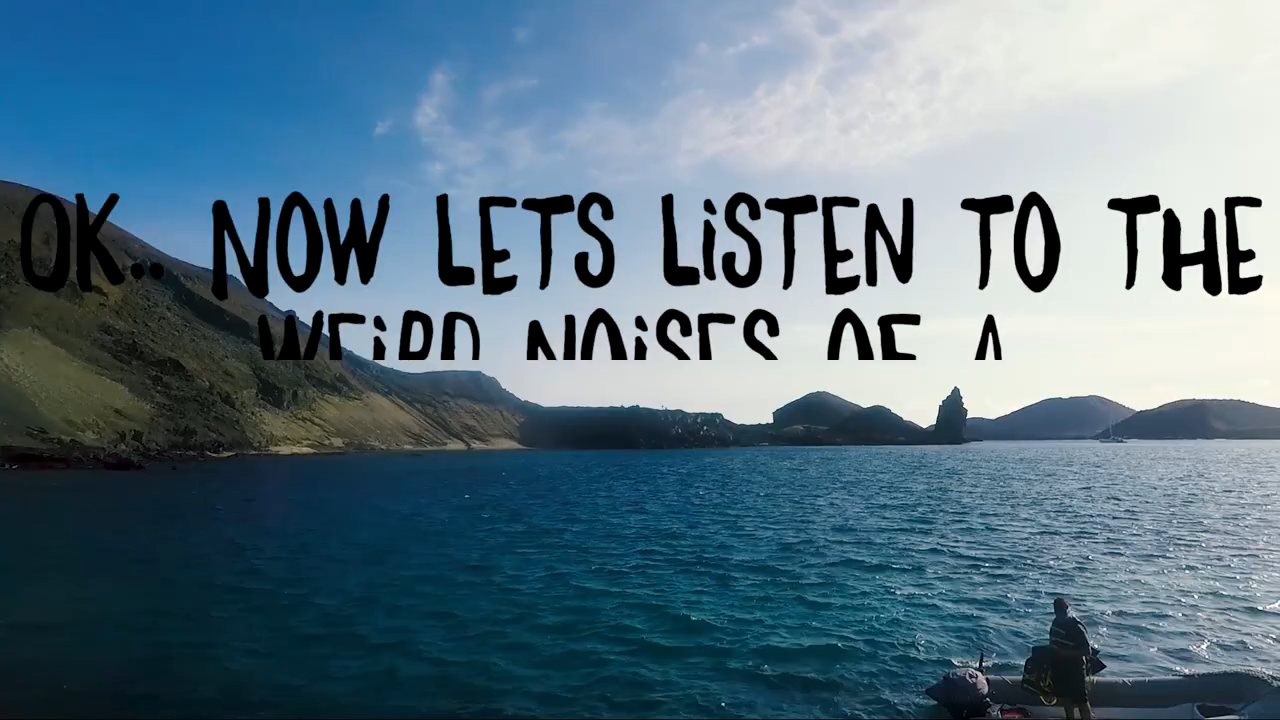 OK.. NOW LETS LiSTEN TO THE
WEiRD NOiSES OF A